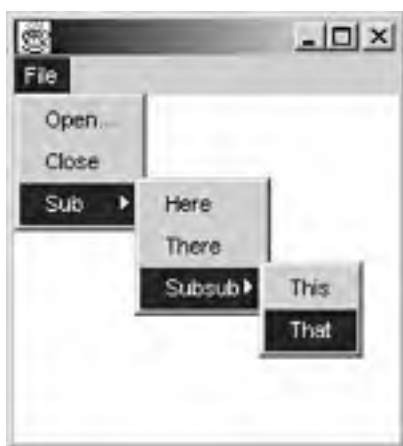 File
Open...
Close
Sub
Here
There
Subsub
This
That